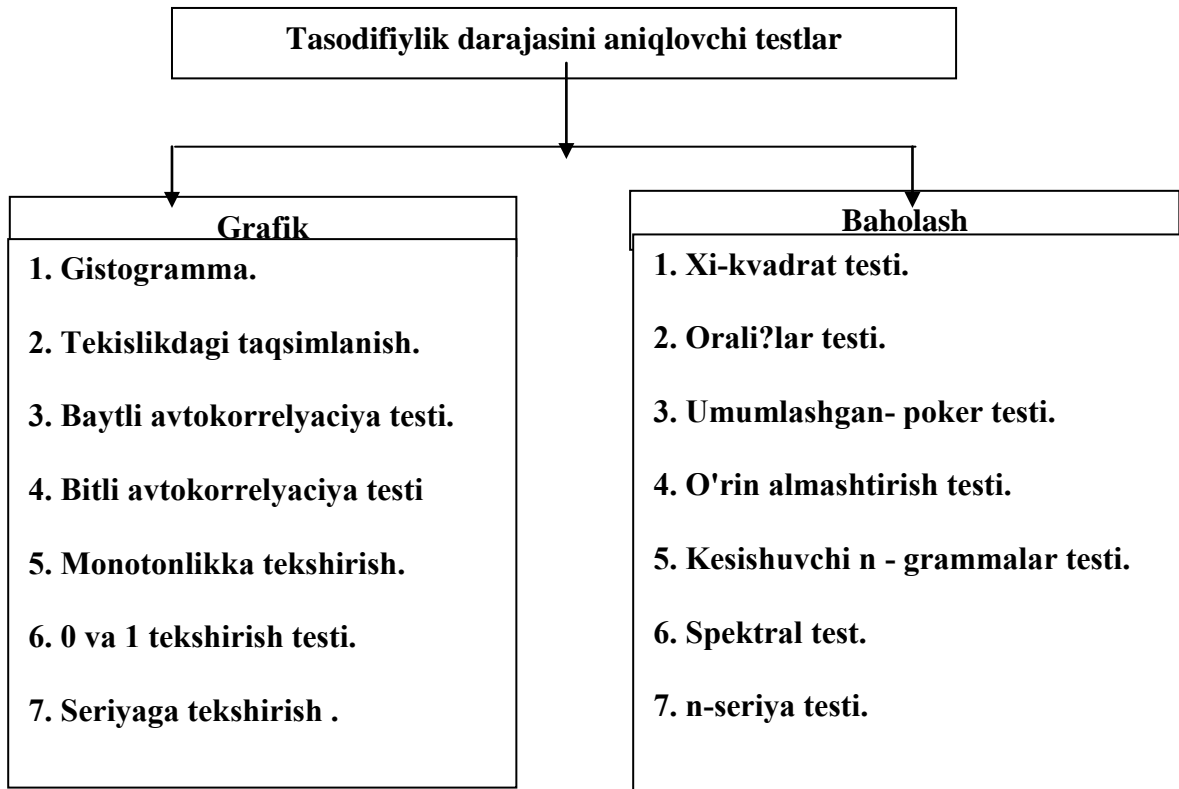 Tasodifiylik darajasini aniqlovchi testlar
Grafik
1. Gistogramma.
2. Tekislikdagi taqsimlanish.
3. Baytli avtokorrelyaciya testi.
4. Bitli avtokorrelyaciya testi
5. Monotonlikka tekshirish.
6. 0 va 1 tekshirish testi.
7. Seriyaga tekshirish .
Baholash
1. Xi-kvadrat testi.
2. Orali?lar testi.
3. Umumlashgan- poker testi.
4. O'rin almashtirish testi.
5. Kesishuvchi n - grammalar testi.
6. Spektral test.
7. n-seriya testi.